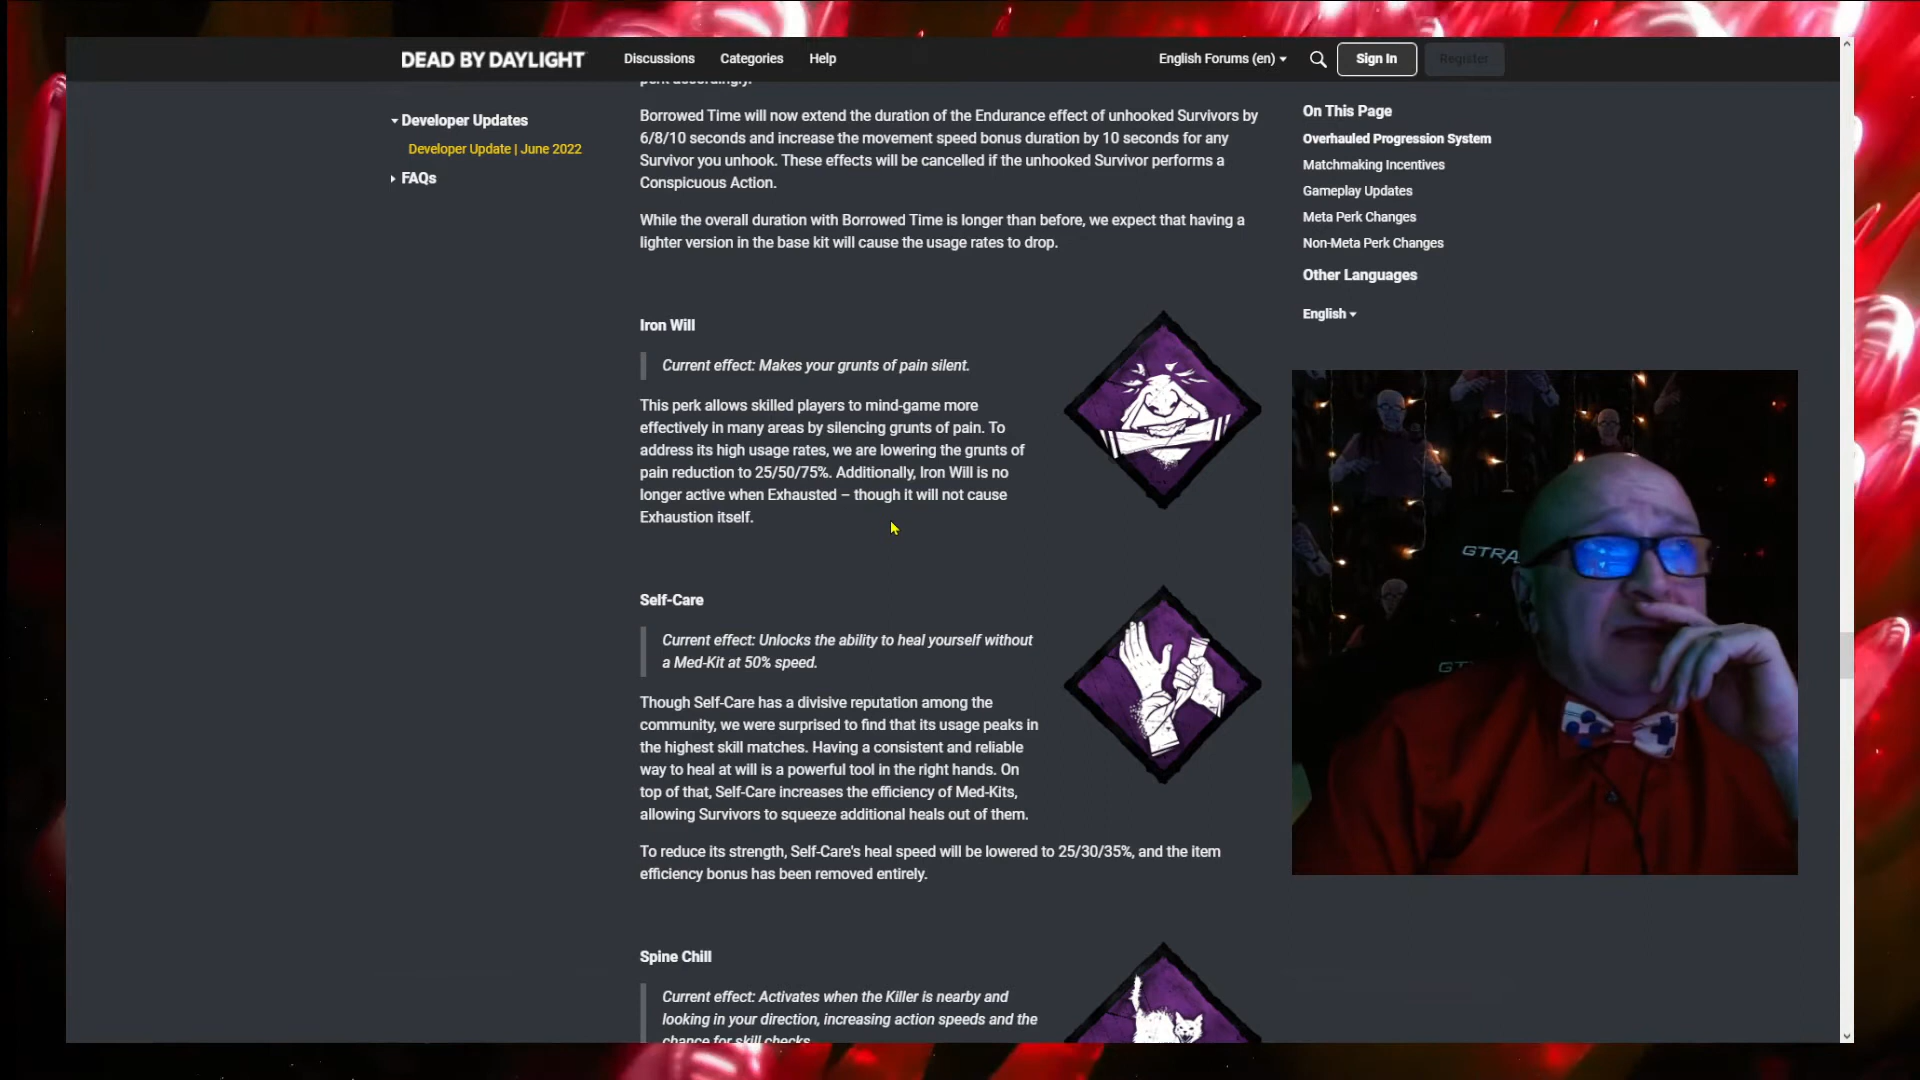 DEAD BY DAYLIGHT
Discussions
Categories
Help
English Forums (en)
Sign In
Register
Developer Updates
Developer Update | June 2022
FAQs
perk accordingly.
Borrowed Time will now extend the duration of the Endurance effect of unhooked Survivors by
6/8/10 seconds and increase the movement speed bonus duration by 10 seconds for any
Survivor you unhook. These effects will be cancelled if the unhooked Survivor performs a
Conspicuous Action.
While the overall duration with Borrowed Time is longer than before, we expect that having a
lighter version in the base kit will cause the usage rates to drop.
Iron Will
Current effect: Makes your grunts of pain silent.
This perk allows skilled players to mind-game more
effectively in many areas by silencing grunts of pain. To
address its high usage rates, we are lowering the grunts of
pain reduction to 25/50/75%. Additionally, Iron Will is no
longer active when Exhausted – though it will not cause
Exhaustion itself.
Self-Care
Current effect: Unlocks the ability to heal yourself without
a Med-Kit at 50% speed.
Though Self-Care has a divisive reputation among the
community, we were surprised to find that its usage peaks in
the highest skill matches. Having a consistent and reliable
way to heal at will is a powerful tool in the right hands. On
top of that, Self-Care increases the efficiency of Med-Kits,
allowing Survivors to squeeze additional heals out of them.
To reduce its strength, Self-Care's heal speed will be lowered to 25/30/35%, and the item
efficiency bonus has been removed entirely.
Spine Chill
Current effect: Activates when the Killer is nearby and
looking in your direction, increasing action speeds and the
chance for skill checks.
On This Page
Overhauled Progression System
Matchmaking Incentives
Gameplay Updates
Meta Perk Changes
Non-Meta Perk Changes
Other Languages
English
GTRA
GT